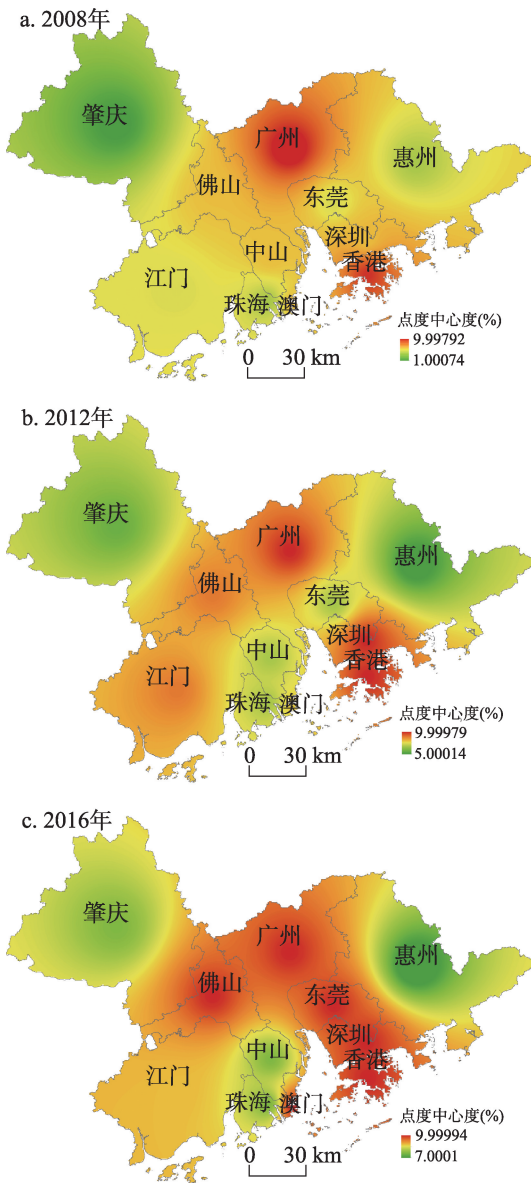 a. 2008年
肇庆
广州
惠州
佛山
东莞
深圳
中山
香港
江门
珠海 澳门
点度中心度(%)
9.99792
1.00074
0 30 km
b. 2012年
肇庆
广州
惠州
佛山
东莞
深圳
中山
香港
江门
珠海 澳门
点度中心度(%)
9.99979
5.00014
0 30 km
c. 2016年
肇庆
广州
惠州
佛山
东莞
深圳
中山
香港
江门
珠海 澳门
点度中心度(%)
9.99994
7.0001
0 30 km